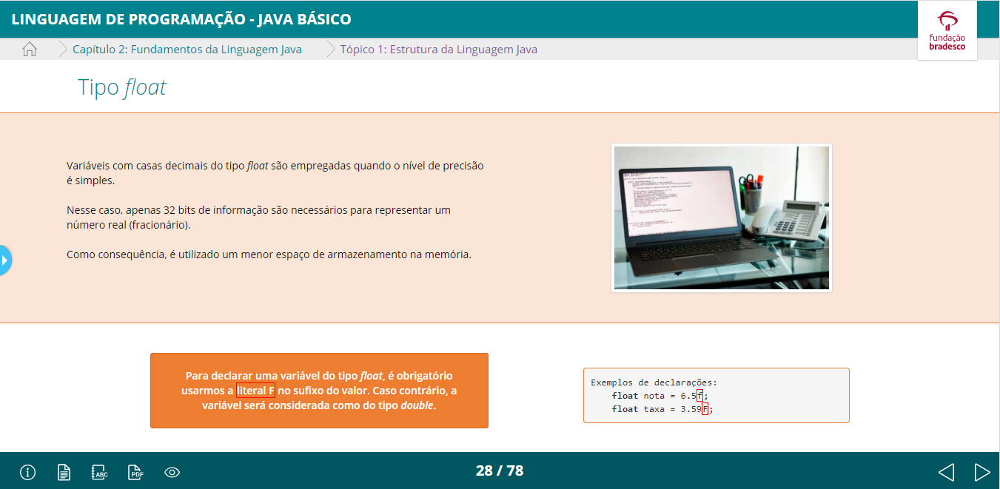 LINGUAGEM DE PROGRAMAÇÃO - JAVA BÁSICO
fundação
bradesco
Capítulo 2: Fundamentos da Linguagem Java
Tópico 1: Estrutura da Linguagem Java
Tipo float
Variáveis com casas decimais do tipo float são empregadas quando o nível de precisão
é simples.
Nesse caso, apenas 32 bits de informação são necessários para representar um
número real (fracionário).
Como consequência, é utilizado um menor espaço de armazenamento na memória.
Para declarar uma variável do tipo float, é obrigatório
usarmos a literal F no sufixo do valor. Caso contrário, a
variável será considerada como do tipo double.
Exemplos de declarações:
float nota = 6.5f;
float taxa = 3.59F;
ABC
PDF
28 / 78